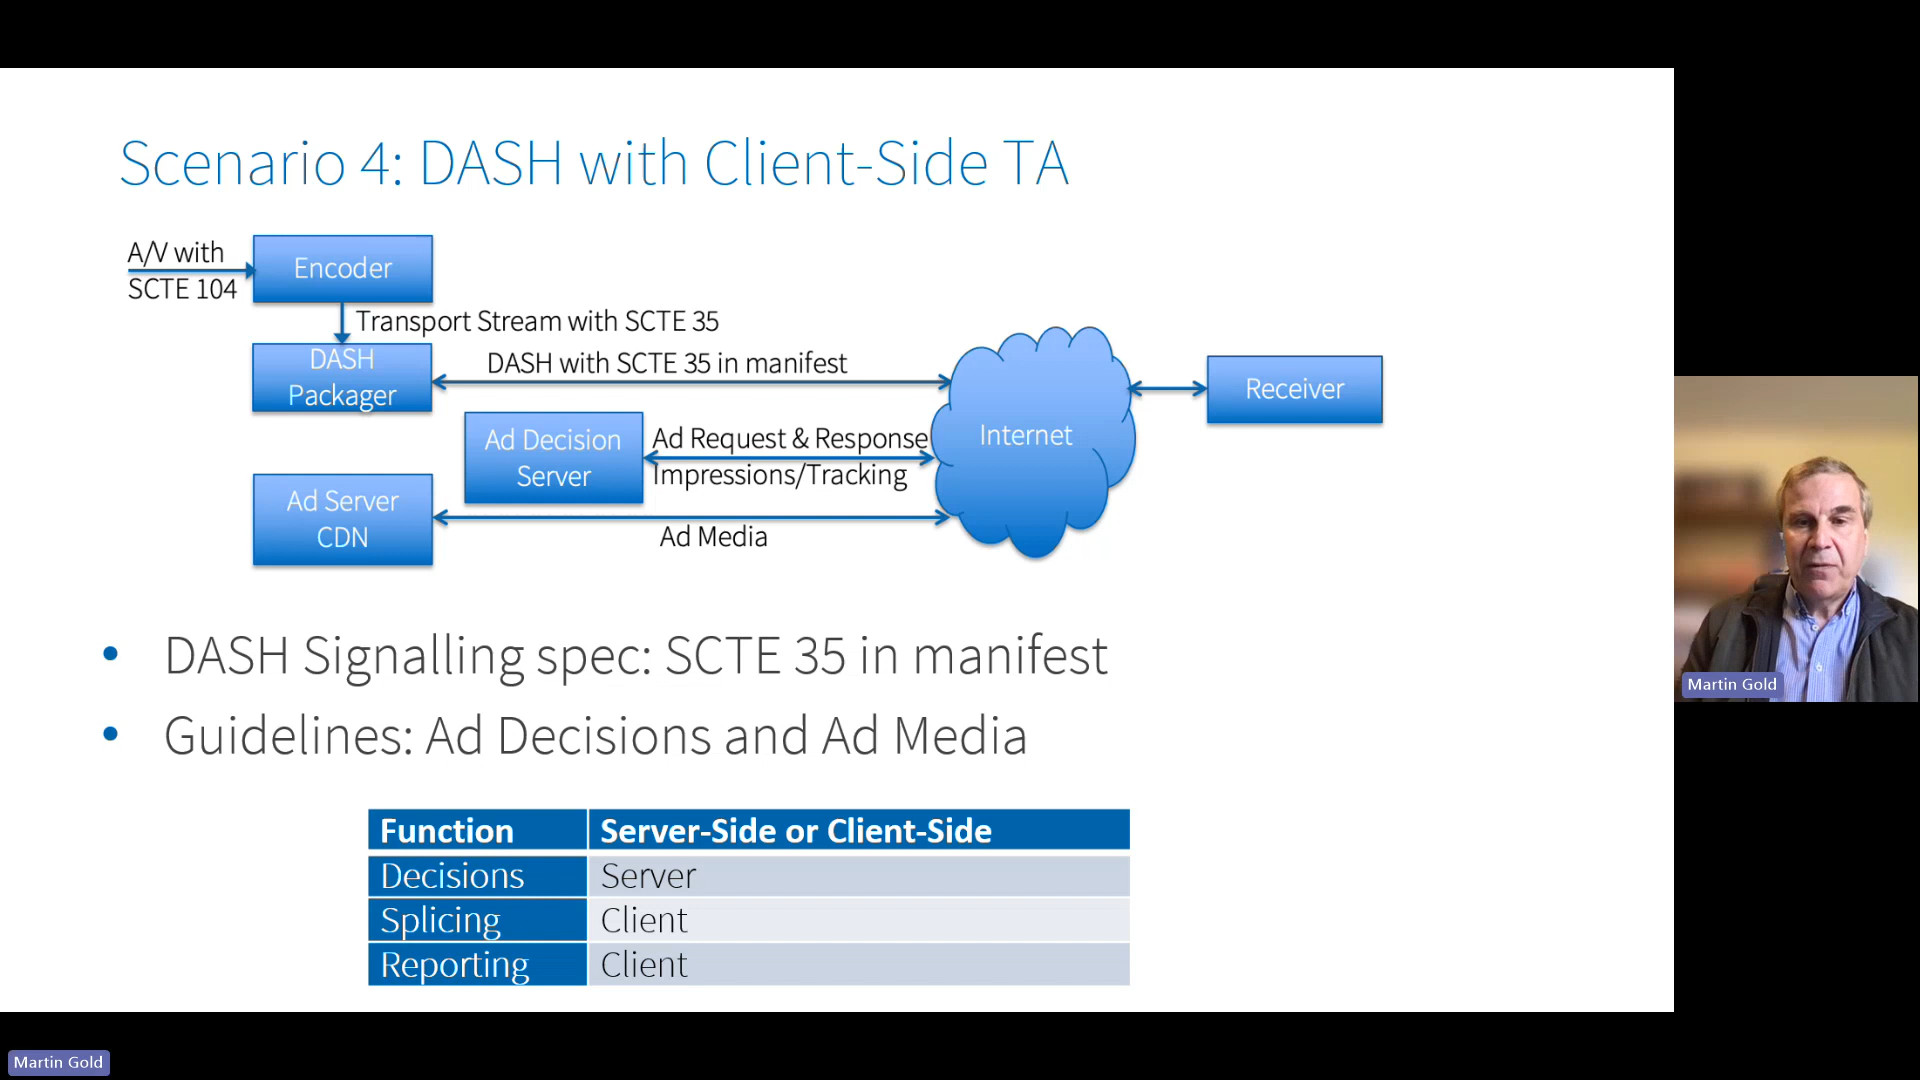 Scenario 4: DASH with Client-Side TA
A/V with
SCTE 104
Encoder
Transport Stream with SCTE 35
DASH
Packager
DASH with SCTE 35 in manifest
Receiver
Ad Decision
Server
Ad Request & Response
Impressions/Tracking
Internet
Ad Server
CDN
Ad Media
• DASH Signalling spec: SCTE 35 in manifest
• Guidelines: Ad Decisions and Ad Media
Function Server-Side or Client-Side
Decisions Server
Splicing Client
Reporting Client
Martin Gold
Martin Gold